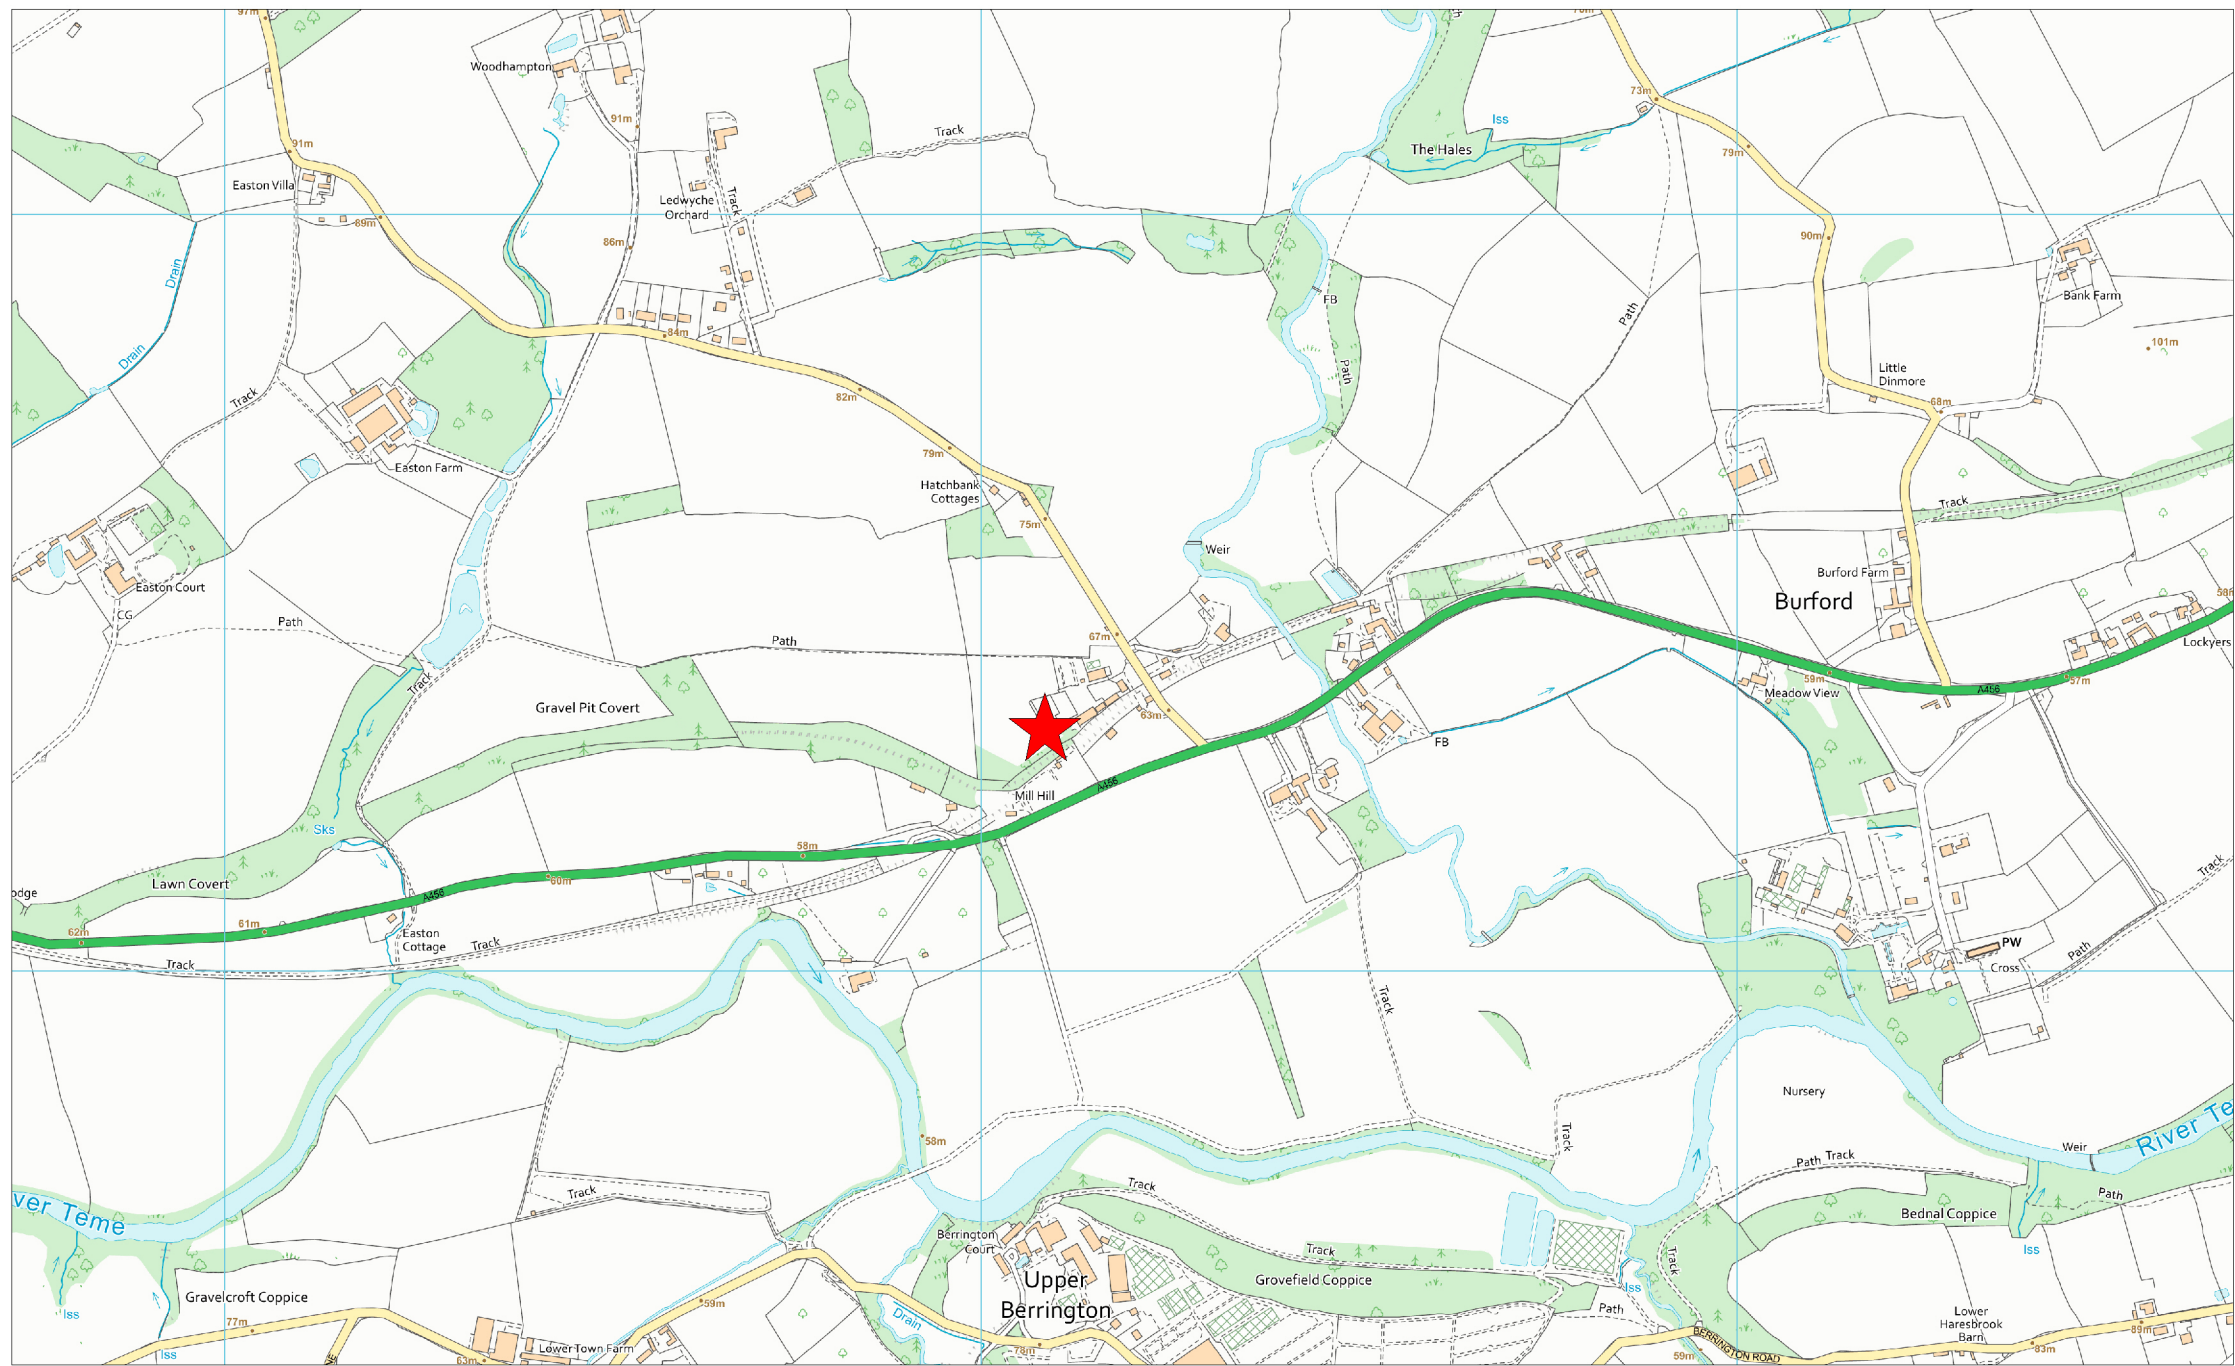 97m
Woodhampton
91m
Track
73m
Iss
The Hales
79m
91m
Easton Villa
Ledwyche
Orchard
Track
89m
86m
90m
Drain
FB
Path
Bank Farm
84m
101m
Drain
Path
Little
Dinmore
Track
82m
68m
79m
Easton Farm
Hatchbank
Cottages
75m
Track
Weir
Easton Court
Burford Farm
Burford
CG
Path
67m
Path
Lockyers
Track
59m
57m
A456
Meadow View
Gravel Pit Covert
63m
FB
A456
Mill Hill
Sks
58m
60m
Lawn Covert
odge
A456
61m
62m
Easton
Cottage
Track
Track
Track
PW
Cross
Path
Track
Nursery
58m
Track
Weir
River Te
Path
Track
Track
Track
Path
ver Teme
Bednal Coppice
Berrington
Court
Track
Track
Iss
Upper
Berrington
Grovefield Coppice
Iss
Gravelcroft Coppice
Iss
59m
Drain
Path
Lower
Haresbrook
Barn
77m
89m
LowerTown Farm
78m
BERRINGTON ROAD
83m
Iss
63m
59m